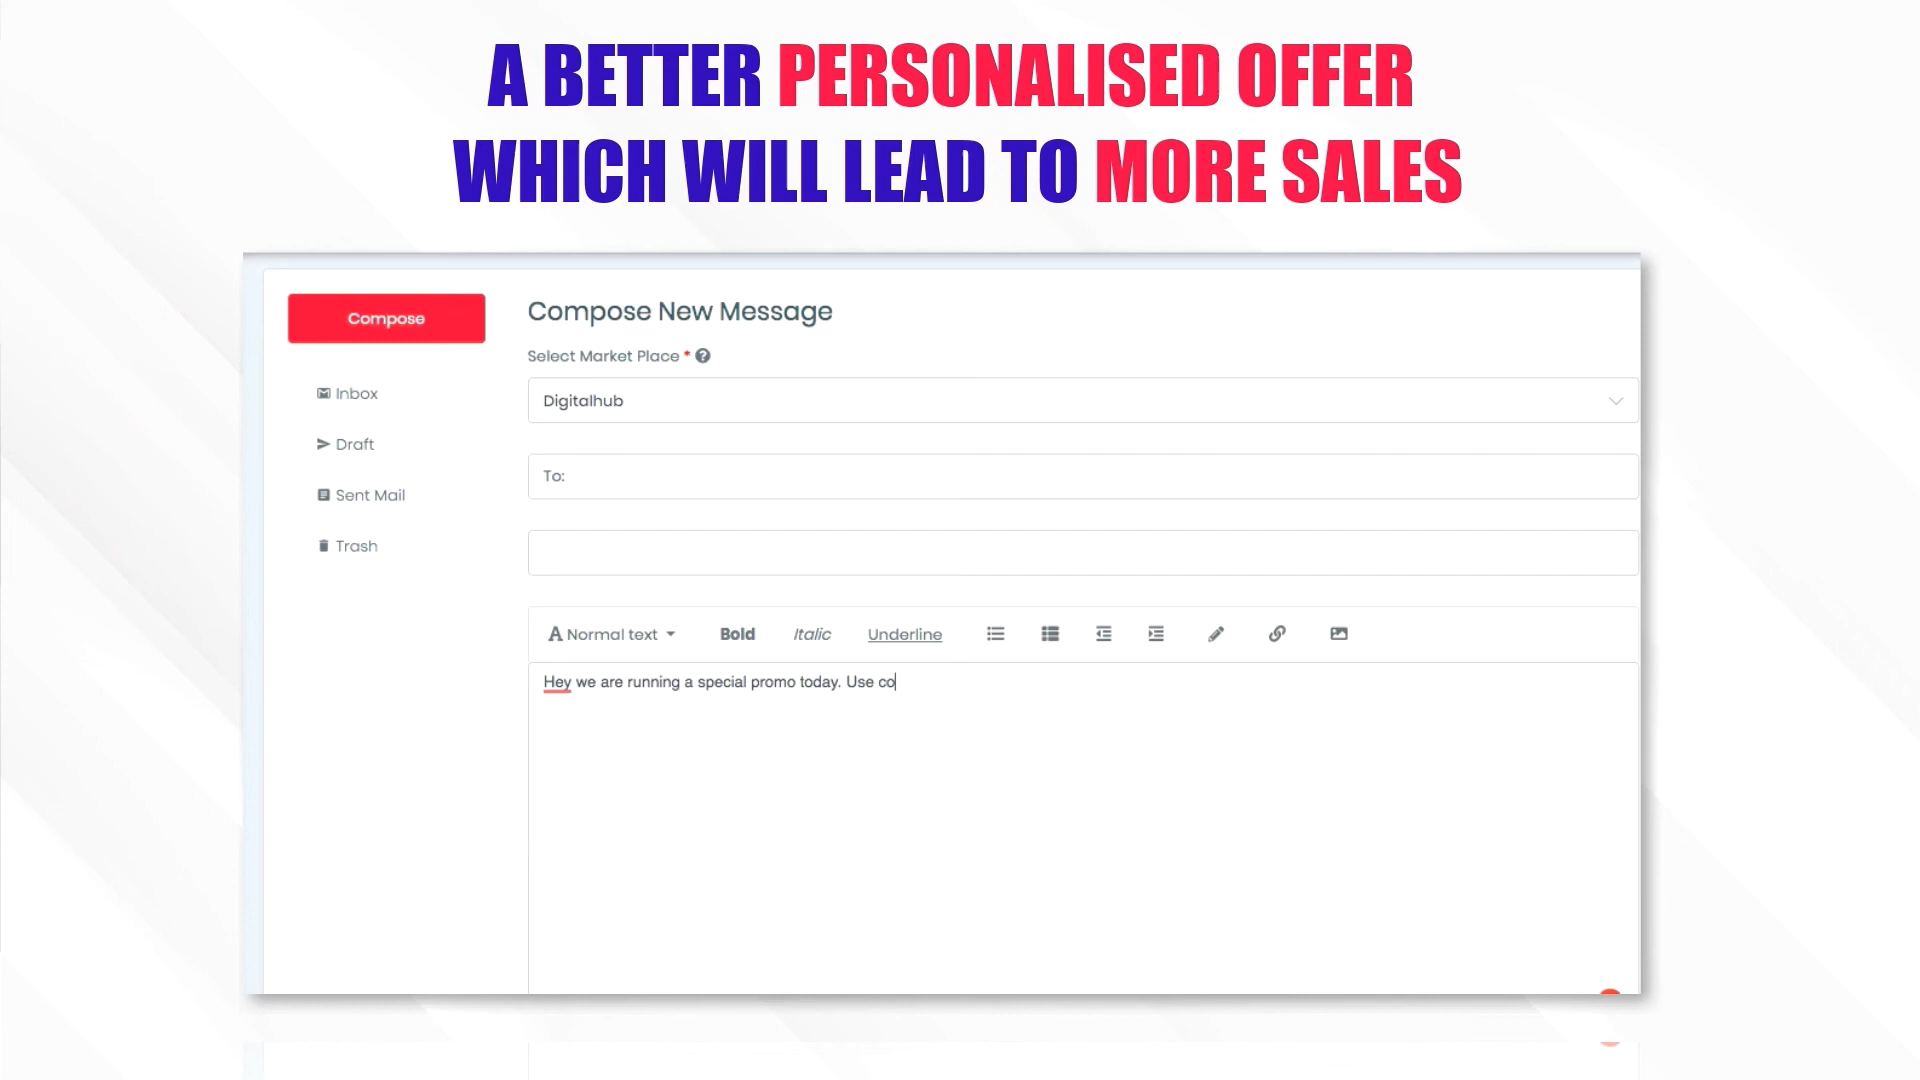 A BETTER PERSONALISED OFFER
WHICH WILL LEAD TO MORE SALES
Compose
Inbox
Draft
Sent Mail
Trash
Compose New Message
Select Market Place *
Digitalhub
To:
A Normal text
Bold
Italic
Underline
Hey we are running a special promo today. Use co